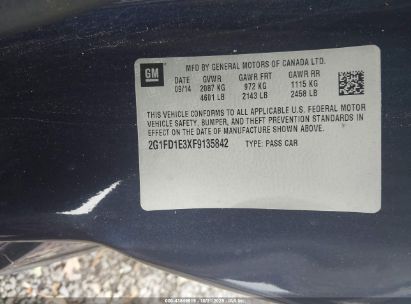 GM
MFD BY GENERAL MOTORS OF CANADA LTD.
DATE GVWR GAWR FRT GAWR RR
09/14 2087 KG 972 KG 1115 KG
4601 LB 2143 LB 2458 LB
THIS VEHICLE CONFORMS TO ALL APPLICABLE U.S. FEDERAL MOTOR
VEHICLE SAFETY, BUMPER, AND THEFT PREVENTION STANDARDS IN
EFFECT ON THE DATE OF MANUFACTURE SHOWN ABOVE.
2G1FD1E3XF9135842 TYPE: PASS CAR